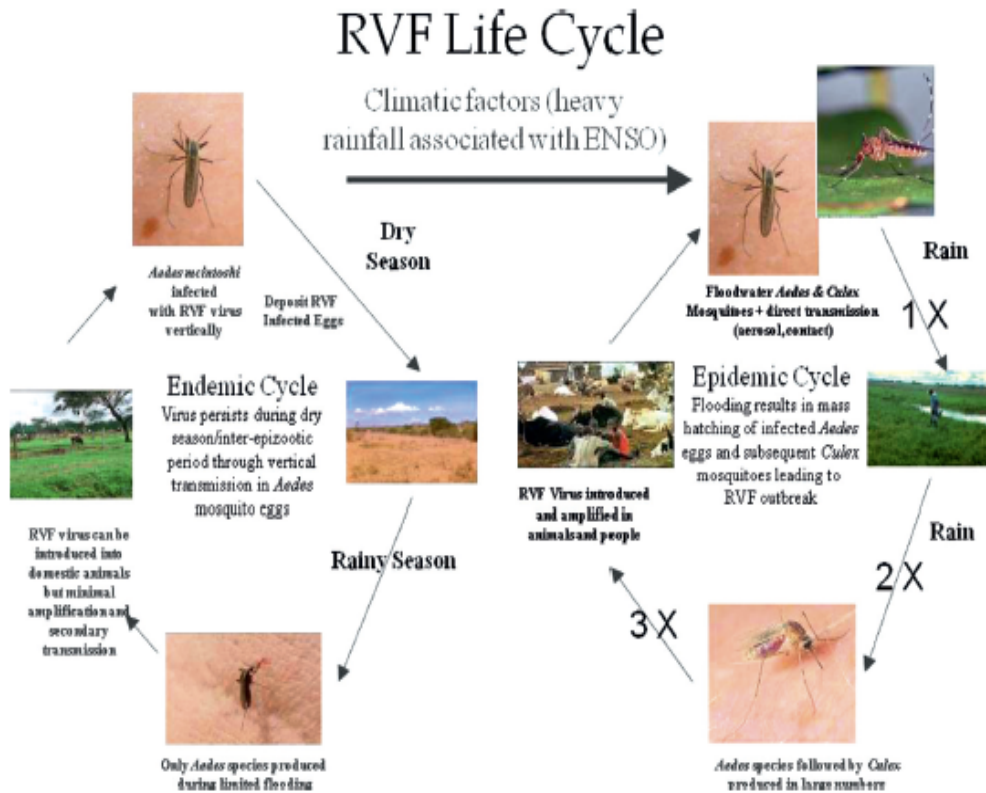 RVF Life Cycle
Climatic factors (heavy
rainfall associated with ENSO)
Dry
Season
Aedes mcintoshi
infected
with RVF virus
vertically
Deposit RVF
Infected Eggs
Endemic Cycle
Virus persists during dry
season/inter-epizootic
period through vertical
transmission in Aedes
mosquito eggs
RVF virus can be
introduced into
domestic animals
but minimal
amplification and
secondary
transmission
Rainy Season
Only Aedes species produced
during limited flooding
Floodwater Aedes & Culex
Mosquitoes + direct transmission
(aerosol, contact)
Rain
1 X
Epidemic Cycle
Flooding results in mass
hatching of infected Aedes
eggs and subsequent Culex
mosquitoes leading to
RVF outbreak
RVF Virus introduced
and amplified in
animals and people
Rain
2 X
3 X
Aedes species followed by Culex
produced in large numbers